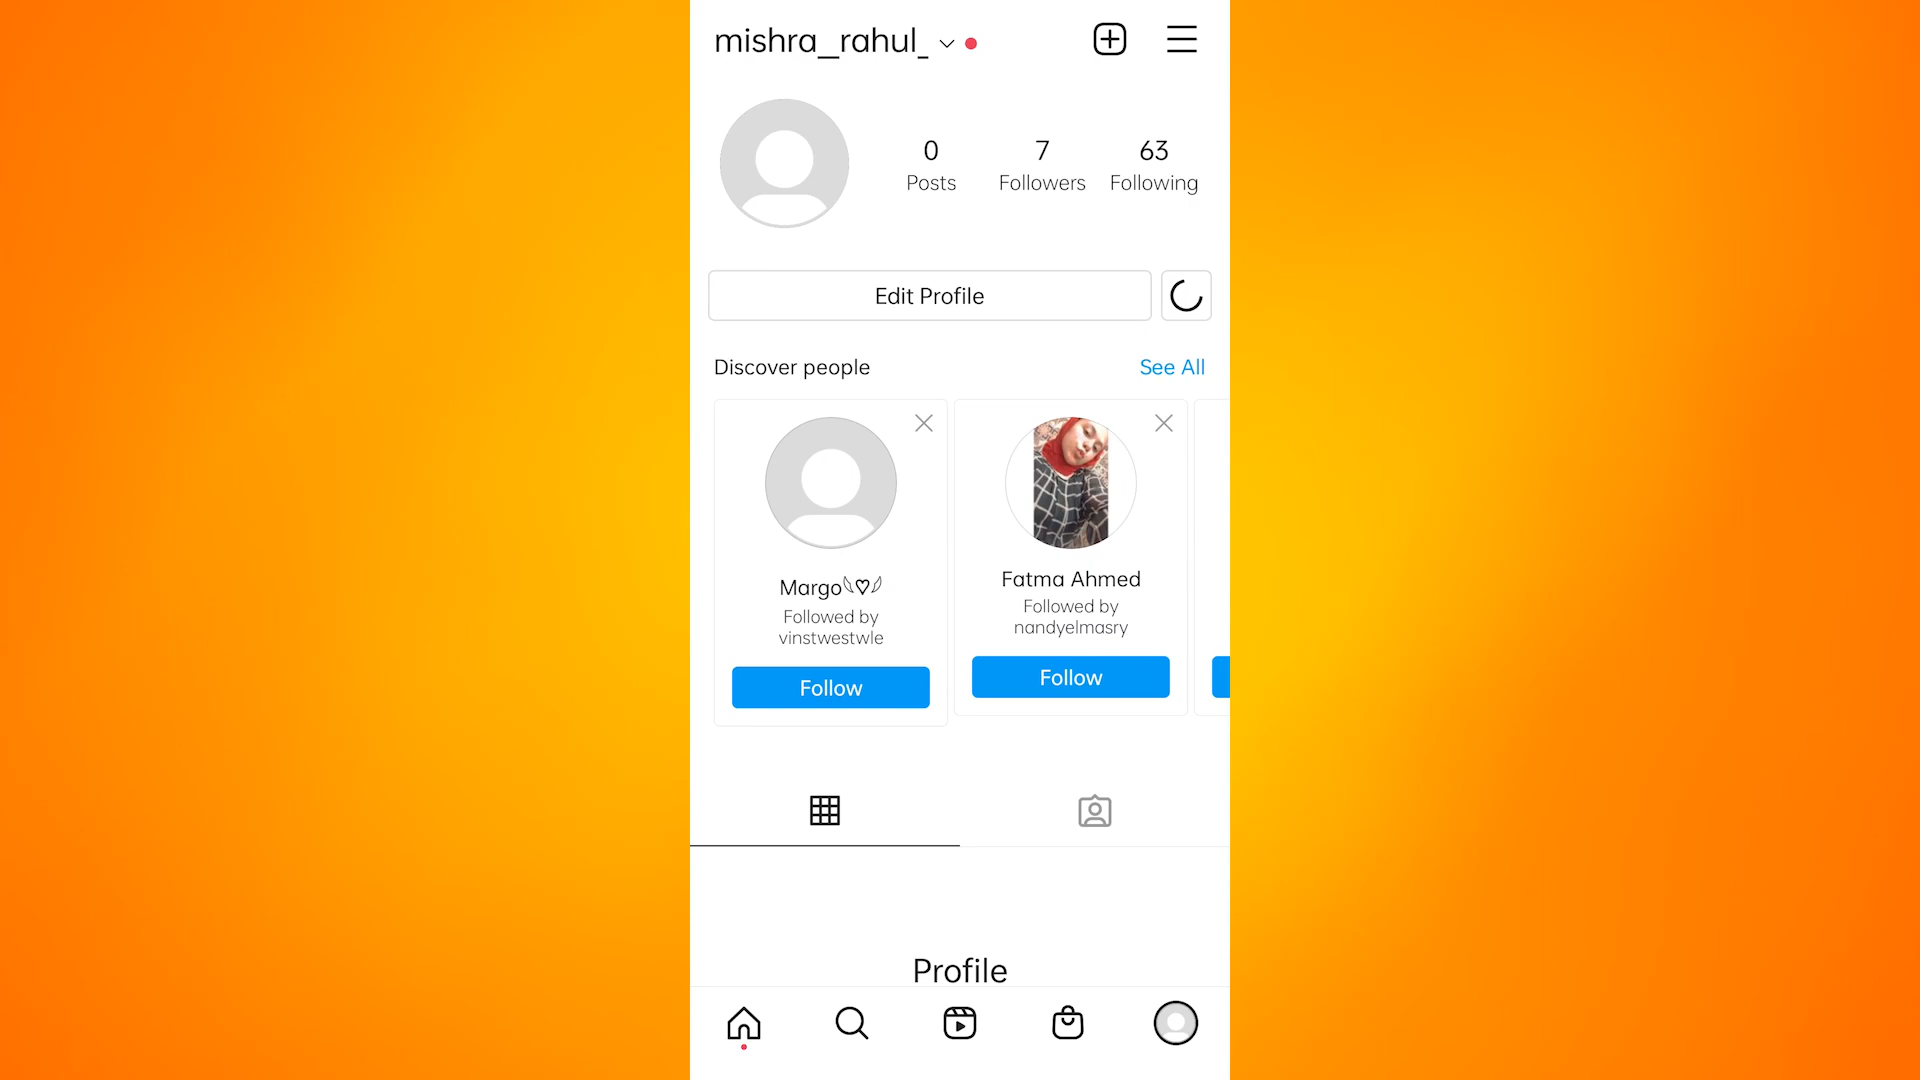 mishra__rahul_
0 7 63
Posts Followers Following
Edit Profile
Discover people See All
Margo
Followed by
vinstwestwle
Follow
Fatma Ahmed
Followed by
nandyelmasry
Follow
Profile